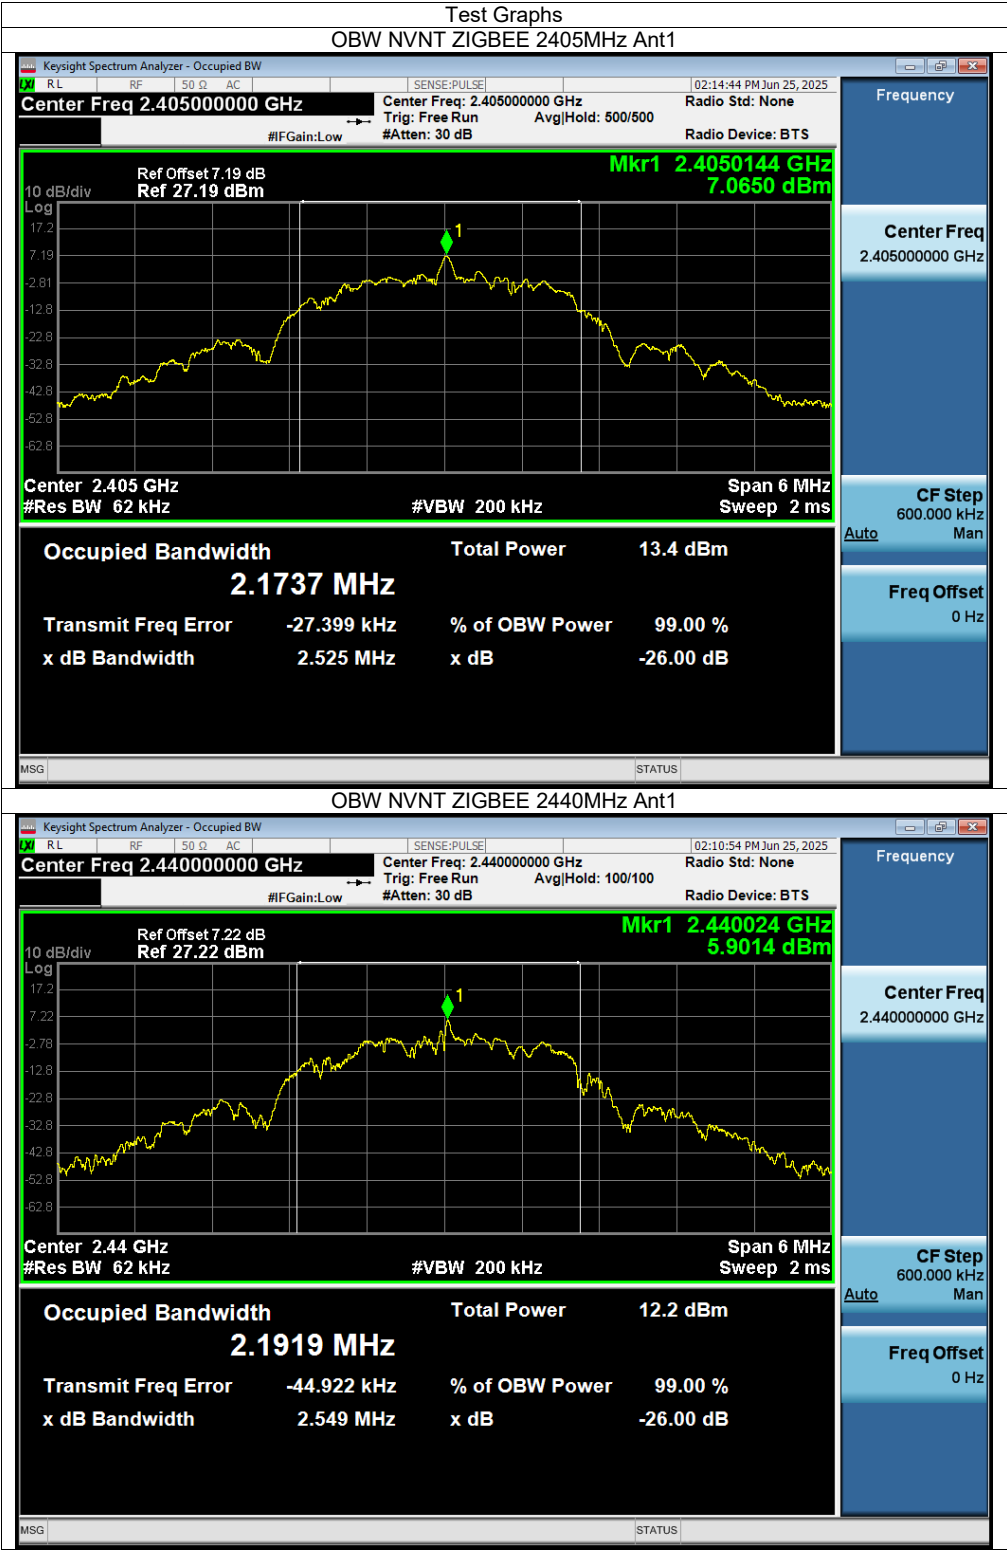 Test Graphs
OBW NVNT ZIGBEE 2405MHz Ant1
Keysight Spectrum Analyzer - Occupied BW
LXI RL RF 50 Ω AC SENSE:PULSE 02:14:44 PM Jun 25, 2025
Center Freq 2.405000000 GHz Center Freq: 2.405000000 GHz Radio Std: None
Trig: Free Run Avg|Hold: 500/500
#IFGain:Low #Atten: 30 dB Radio Device: BTS
Frequency
Mkr1 2.4050144 GHz
7.0650 dBm
Ref Offset 7.19 dB
10 dB/div Ref 27.19 dBm
Log
17.2
7.19
-2.81
-12.8
-22.8
-32.8
-42.8
-52.8
-62.8
1
Center 2.405 GHz Span 6 MHz
#Res BW 62 kHz #VBW 200 kHz Sweep 2 ms
Center Freq
2.405000000 GHz
CF Step
600.000 kHz
Auto Man
Freq Offset
0 Hz
Occupied Bandwidth Total Power 13.4 dBm
2.1737 MHz
Transmit Freq Error -27.399 kHz % of OBW Power 99.00 %
x dB Bandwidth 2.525 MHz x dB -26.00 dB
MSG STATUS
OBW NVNT ZIGBEE 2440MHz Ant1
Keysight Spectrum Analyzer - Occupied BW
LXI RL RF 50 Ω AC SENSE:PULSE 02:10:54 PM Jun 25, 2025
Center Freq 2.440000000 GHz Center Freq: 2.440000000 GHz Radio Std: None
Trig: Free Run Avg|Hold: 100/100
#IFGain:Low #Atten: 30 dB Radio Device: BTS
Frequency
Mkr1 2.440024 GHz
5.9014 dBm
Ref Offset 7.22 dB
10 dB/div Ref 27.22 dBm
Log
17.2
7.22
-2.78
-12.8
-22.8
-32.8
-42.8
-52.8
-62.8
1
Center 2.44 GHz Span 6 MHz
#Res BW 62 kHz #VBW 200 kHz Sweep 2 ms
Center Freq
2.440000000 GHz
CF Step
600.000 kHz
Auto Man
Freq Offset
0 Hz
Occupied Bandwidth Total Power 12.2 dBm
2.1919 MHz
Transmit Freq Error -44.922 kHz % of OBW Power 99.00 %
x dB Bandwidth 2.549 MHz x dB -26.00 dB
MSG STATUS